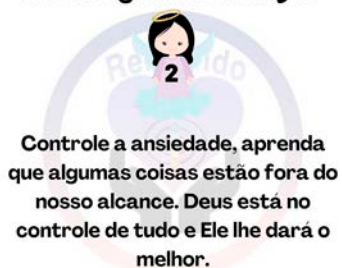 2
Controle a ansiedade, aprenda
que algumas coisas estão fora do
nosso alcance. Deus está no
controle de tudo e Ele lhe dará o
melhor.